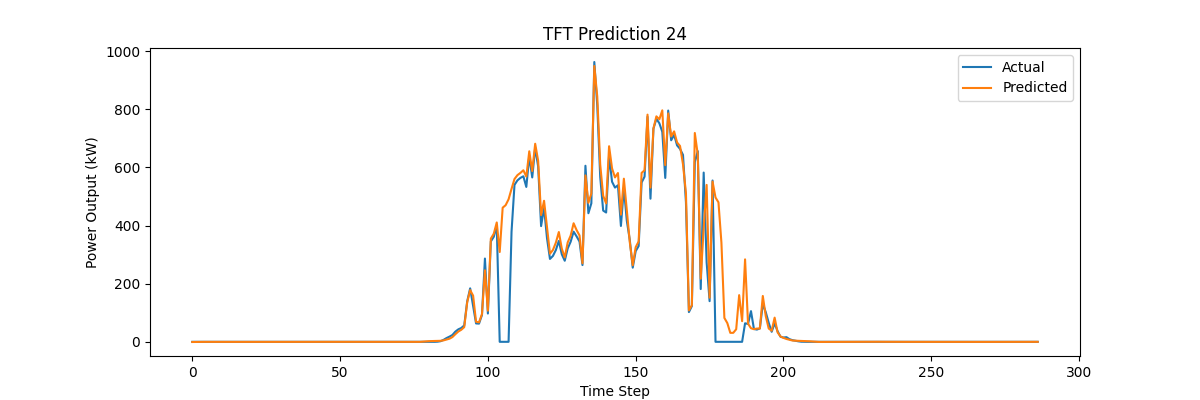 TFT Prediction 24
1000
800
600
400
200
0
Power Output (kW)
Actual
Predicted
0 50 100 150 200 250 300
Time Step